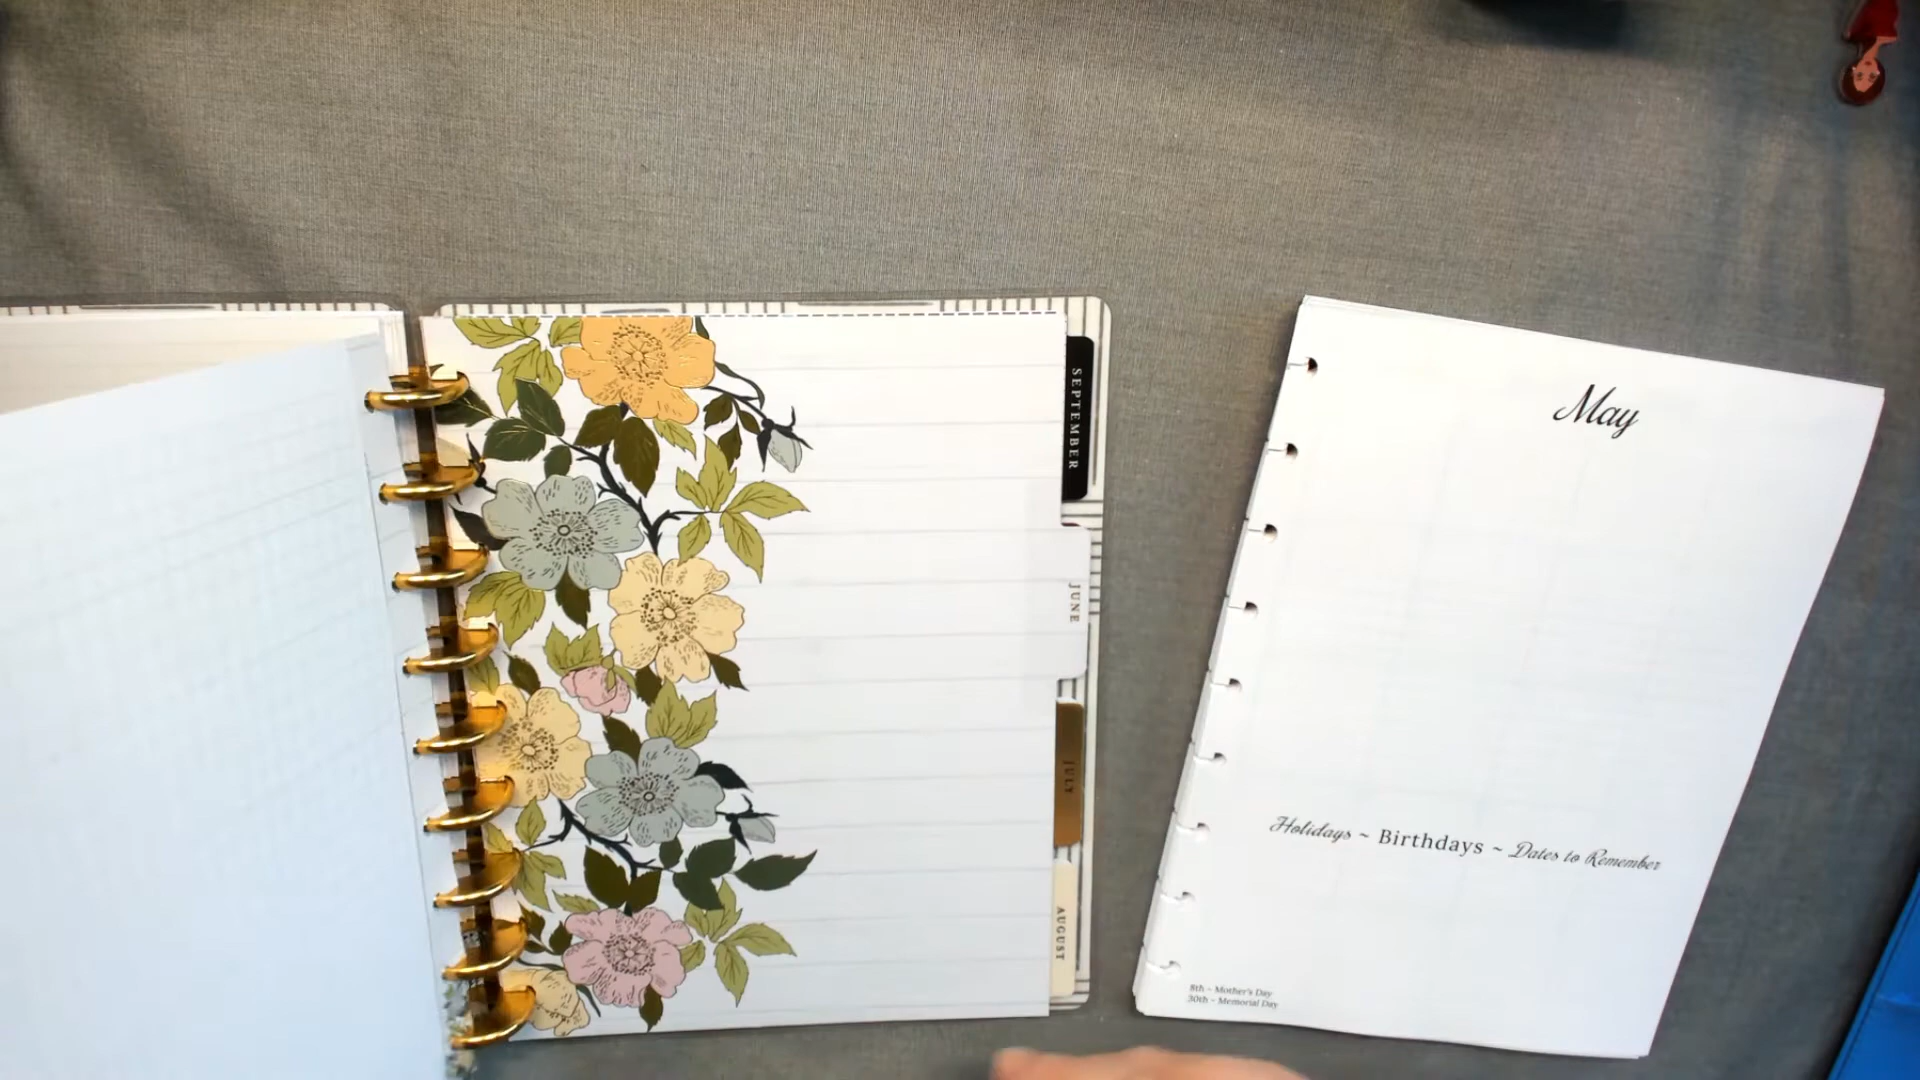 SEPTEMBER
JUNE
JULY
AUGUST
May
Holidays ~ Birthdays ~ Dates to Remember
8th ~ Mother's Day
30th ~ Memorial Day